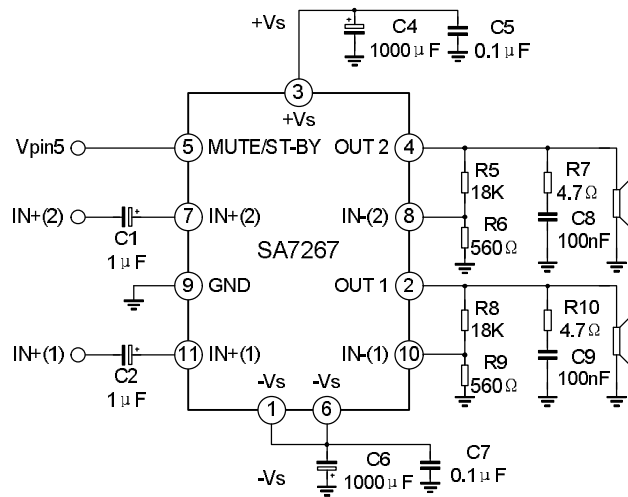 +Vs
C4
1000μF
C5
0.1μF
3
+Vs
Vpin5
5
MUTE/ST-BY
OUT 2
4
R5
18K
R7
4.7Ω
IN+(2)
C1
1μF
7
IN+(2)
IN-(2)
8
R6
560Ω
C8
100nF
SA7267
9
GND
OUT 1
2
R8
18K
R10
4.7Ω
IN+(1)
C2
1μF
11
IN+(1)
IN-(1)
10
R9
560Ω
C9
100nF
-Vs
-Vs
1
6
-Vs
C6
1000μF
C7
0.1μF